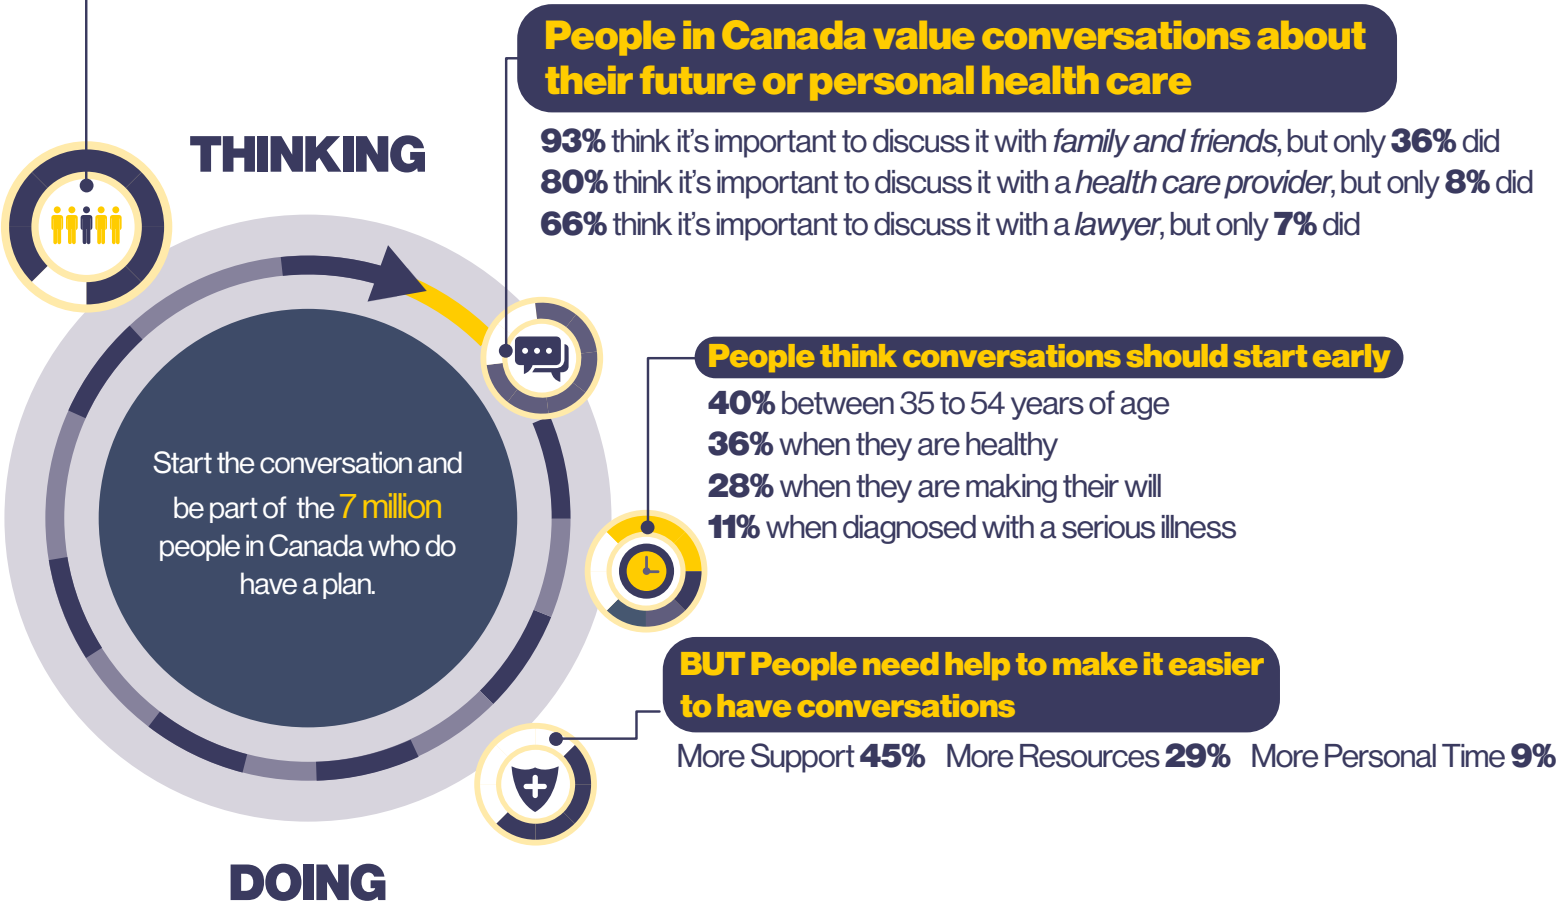 People in Canada value conversations about
their future or personal health care
THINKING
93% think it's important to discuss it with family and friends, but only 36% did
80% think it's important to discuss it with a health care provider, but only 8% did
66% think it's important to discuss it with a lawyer, but only 7% did
People think conversations should start early
40% between 35 to 54 years of age
36% when they are healthy
28% when they are making their will
11% when diagnosed with a serious illness
Start the conversation and
be part of the 7 million
people in Canada who do
have a plan.
BUT People need help to make it easier
to have conversations
More Support 45% More Resources 29% More Personal Time 9%
DOING